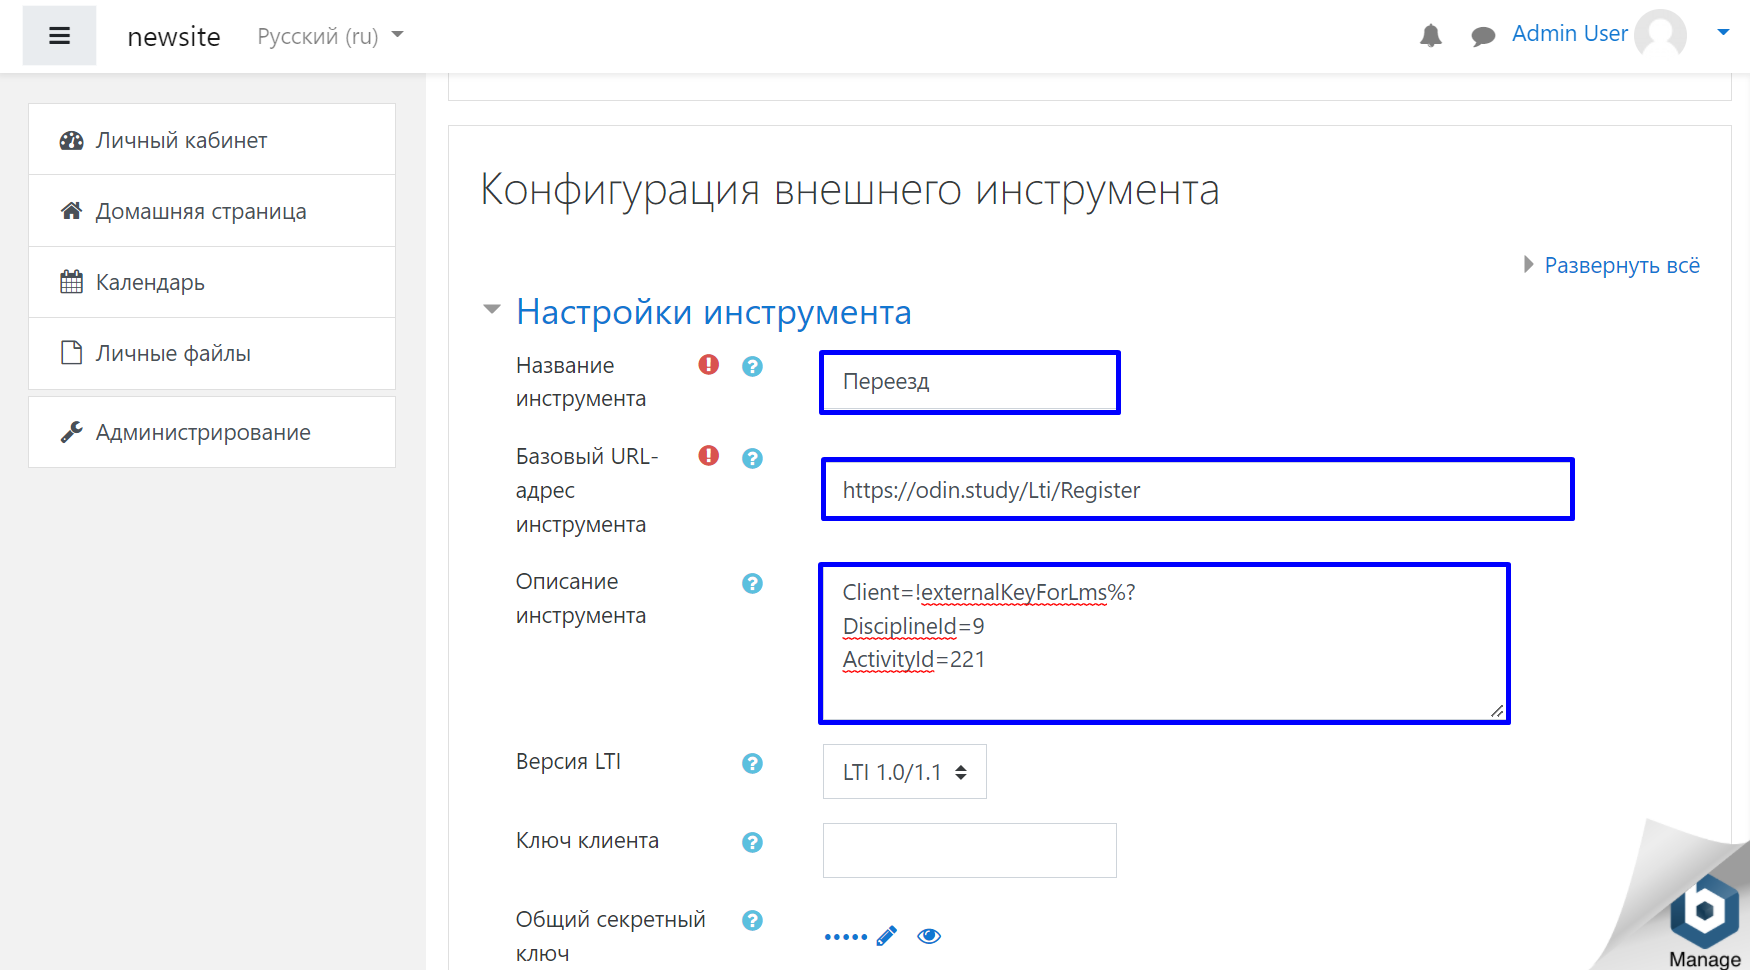 newsite
Русский (ru)
Admin User
Личный кабинет
Домашняя страница
Календарь
Личные файлы
Администрирование
Конфигурация внешнего инструмента
Развернуть всё
Настройки инструмента
Название
инструмента
Переезд
Базовый URL-
адрес
инструмента
https://odin.study/Lti/Register
Описание
инструмента
Client=!externalKeyForLms%?
DisciplineId=9
ActivityId=221
Версия LTI
LTI 1.0/1.1
Ключ клиента
Общий секретный
ключ
Manage